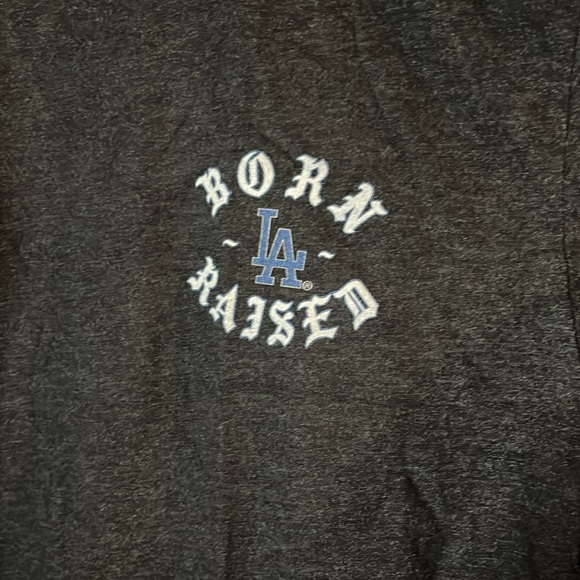 BORN
~ LA ~
®
RAISED